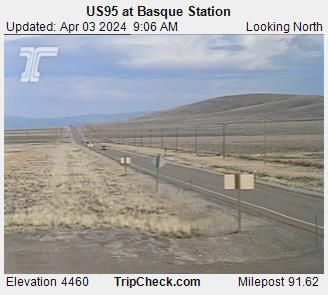 US95 at Basque Station
Updated: Apr 03 2024 9:06 AM Looking North
Elevation 4460 TripCheck.com Milepost 91.62